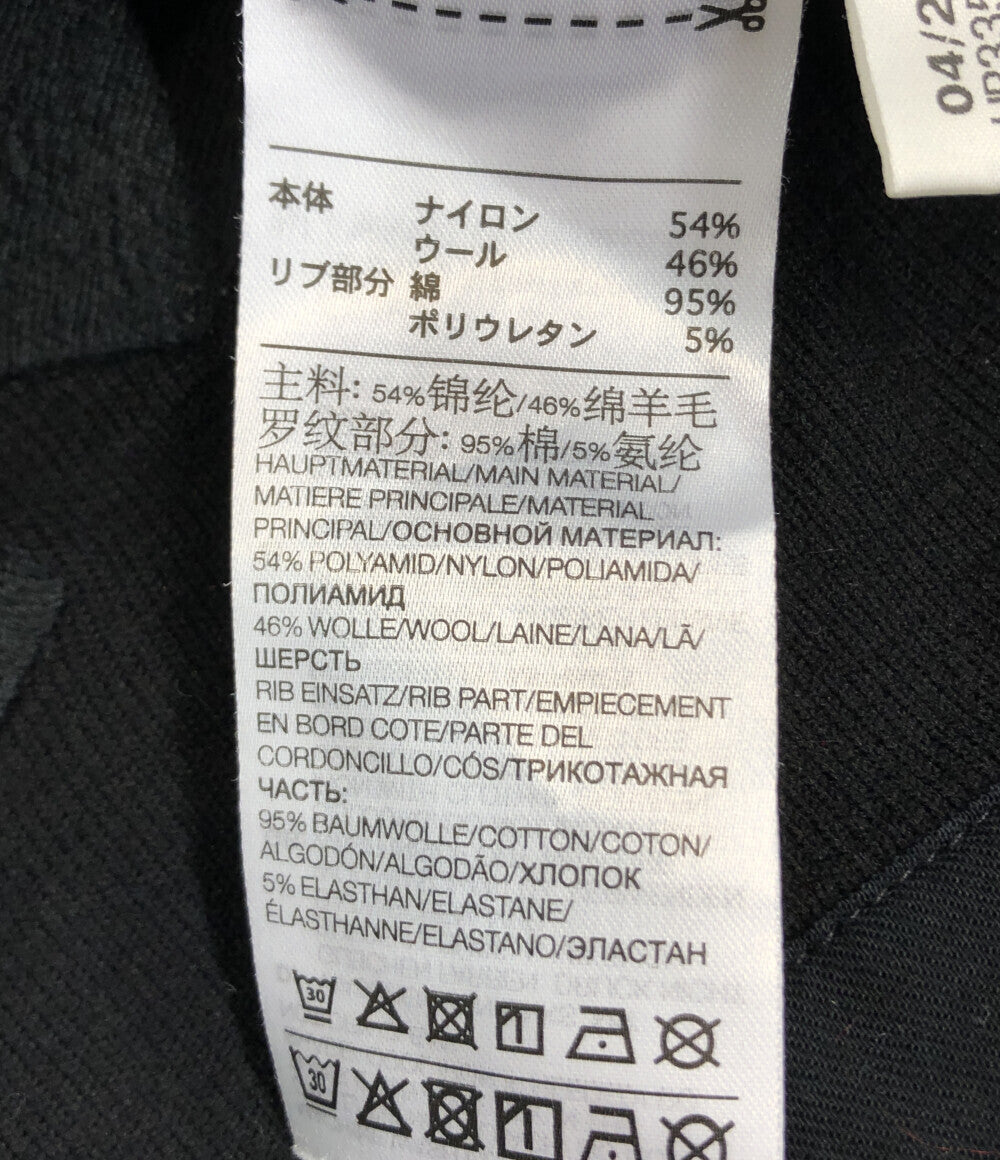 04/2
本体 ナイロン 54%
ウール 46%
リブ部分 綿 95%
ポリウレタン 5%
主料: 54%锦纶/46%绵羊毛
罗纹部分: 95%棉/5%氨纶
HAUPTMATERIAL/MAIN MATERIAL/
MATIERE PRINCIPALE/MATERIAL
PRINCIPAL/ОСНОВНОЙ МАТЕРИАЛ:
54% POLYAMID/NYLON/POLIAMIDA/
ПОЛИАМИД
46% WOLLE/WOOL/LAINE/LANA/LÃ/
ШЕРСТЬ
RIB EINSATZ/RIB PART/EMPIECEMENT
EN BORD COTE/PARTE DEL
CORDONCILLO/CÓS/ТРИКОТАЖНАЯ
ЧАСТЬ:
95% BAUMWOLLE/COTTON/COTON/
ALGODÓN/ALGODÃO/ХЛОПОК
5% ELASTHAN/ELASTANE/
ÉLASTHANNE/ELASTANO/ЭЛАСТАН
30
30